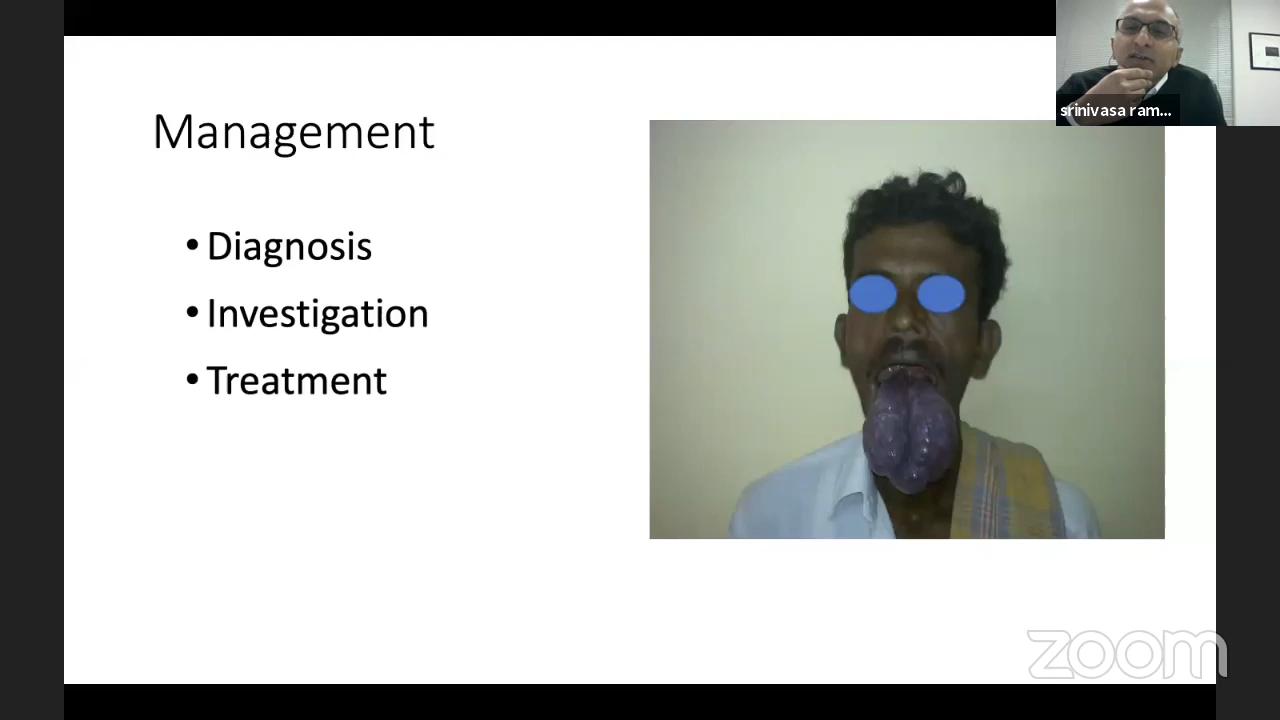 srinivasa ram...
Management
• Diagnosis
• Investigation
• Treatment
zoom